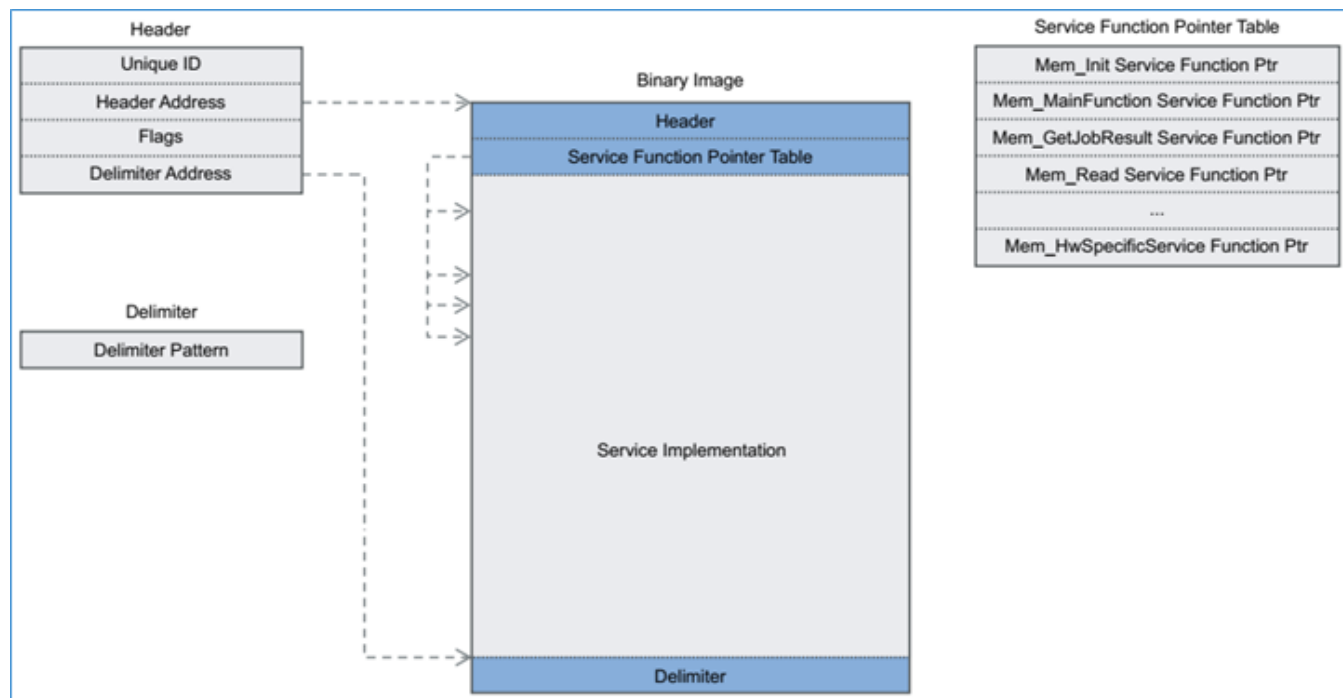 Header
Unique ID
Header Address
Flags
Delimiter Address
Delimiter
Delimiter Pattern
Binary Image
Header
Service Function Pointer Table
Service Implementation
Delimiter
Service Function Pointer Table
Mem_Init Service Function Ptr
Mem_MainFunction Service Function Ptr
Mem_GetJobResult Service Function Ptr
Mem_Read Service Function Ptr
...
Mem_HwSpecificService Function Ptr